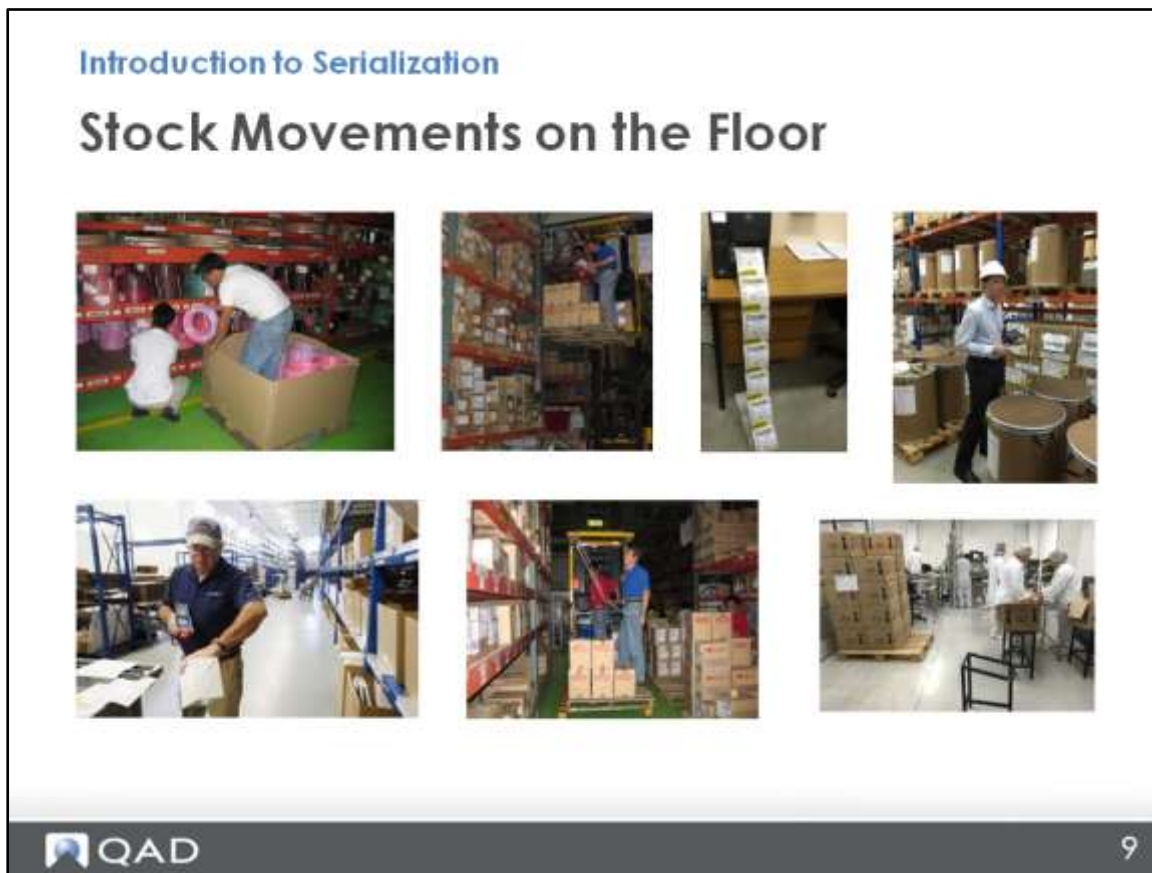 Introduction to Serialization
Stock Movements on the Floor
QAD
9